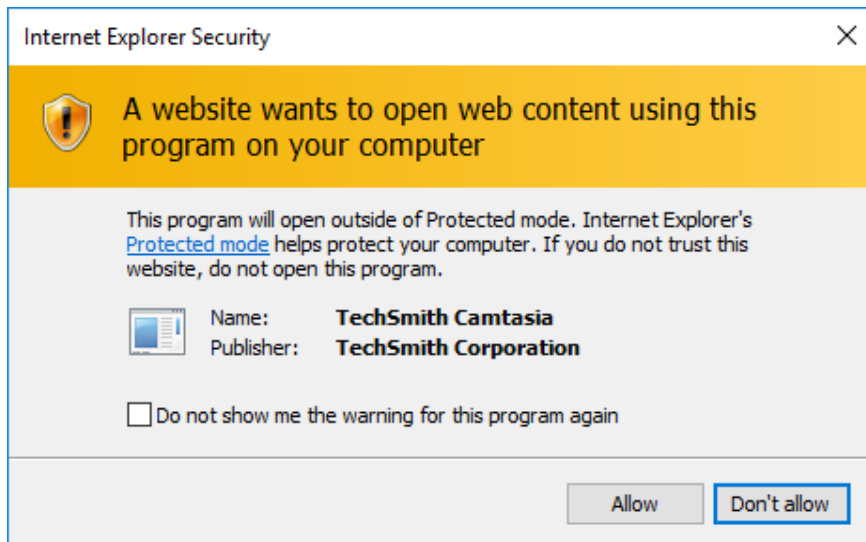 Internet Explorer Security
A website wants to open web content using this
program on your computer
This program will open outside of Protected mode. Internet Explorer's
Protected mode helps protect your computer. If you do not trust this
website, do not open this program.
Name: TechSmith Camtasia
Publisher: TechSmith Corporation
Do not show me the warning for this program again
Allow Don't allow